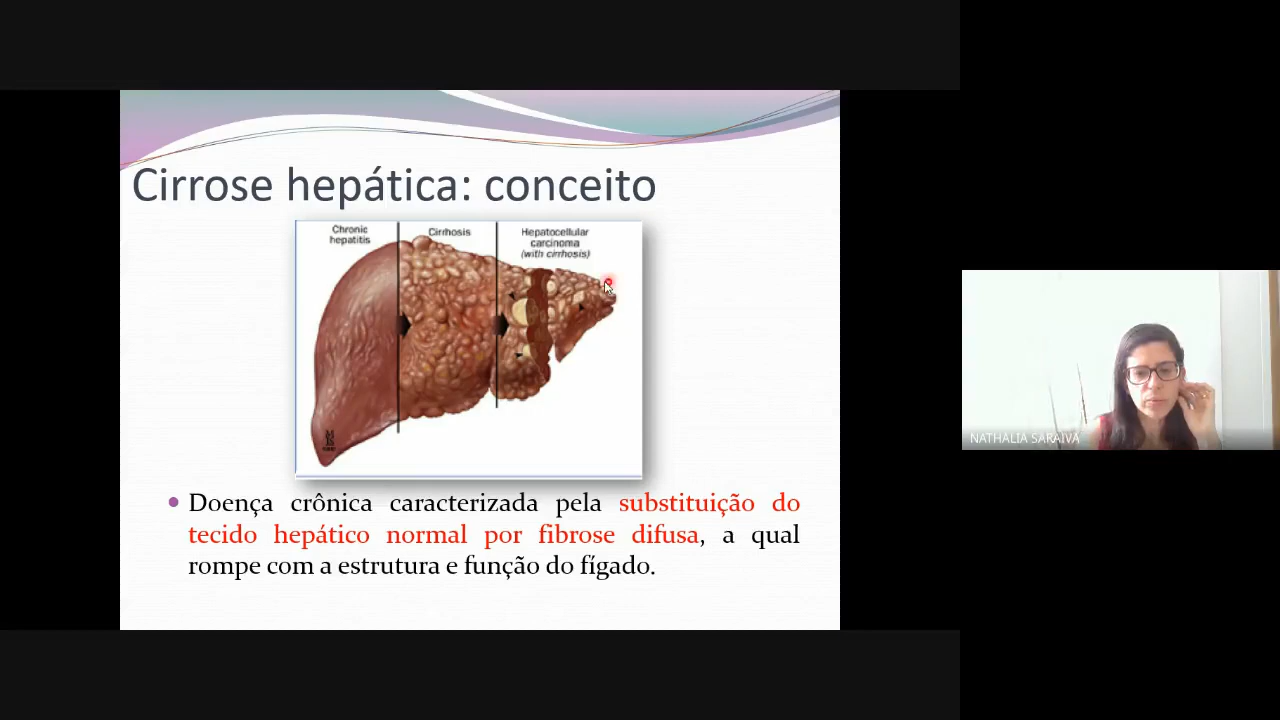 Cirrose hepática: conceito
Chronic
hepatitis
Cirrhosis
Hepatocellular
carcinoma
(with cirrhosis)
Doença crônica caracterizada pela substituição do
tecido hepático normal por fibrose difusa, a qual
rompe com a estrutura e função do fígado.
NATHALIA SARAIVA